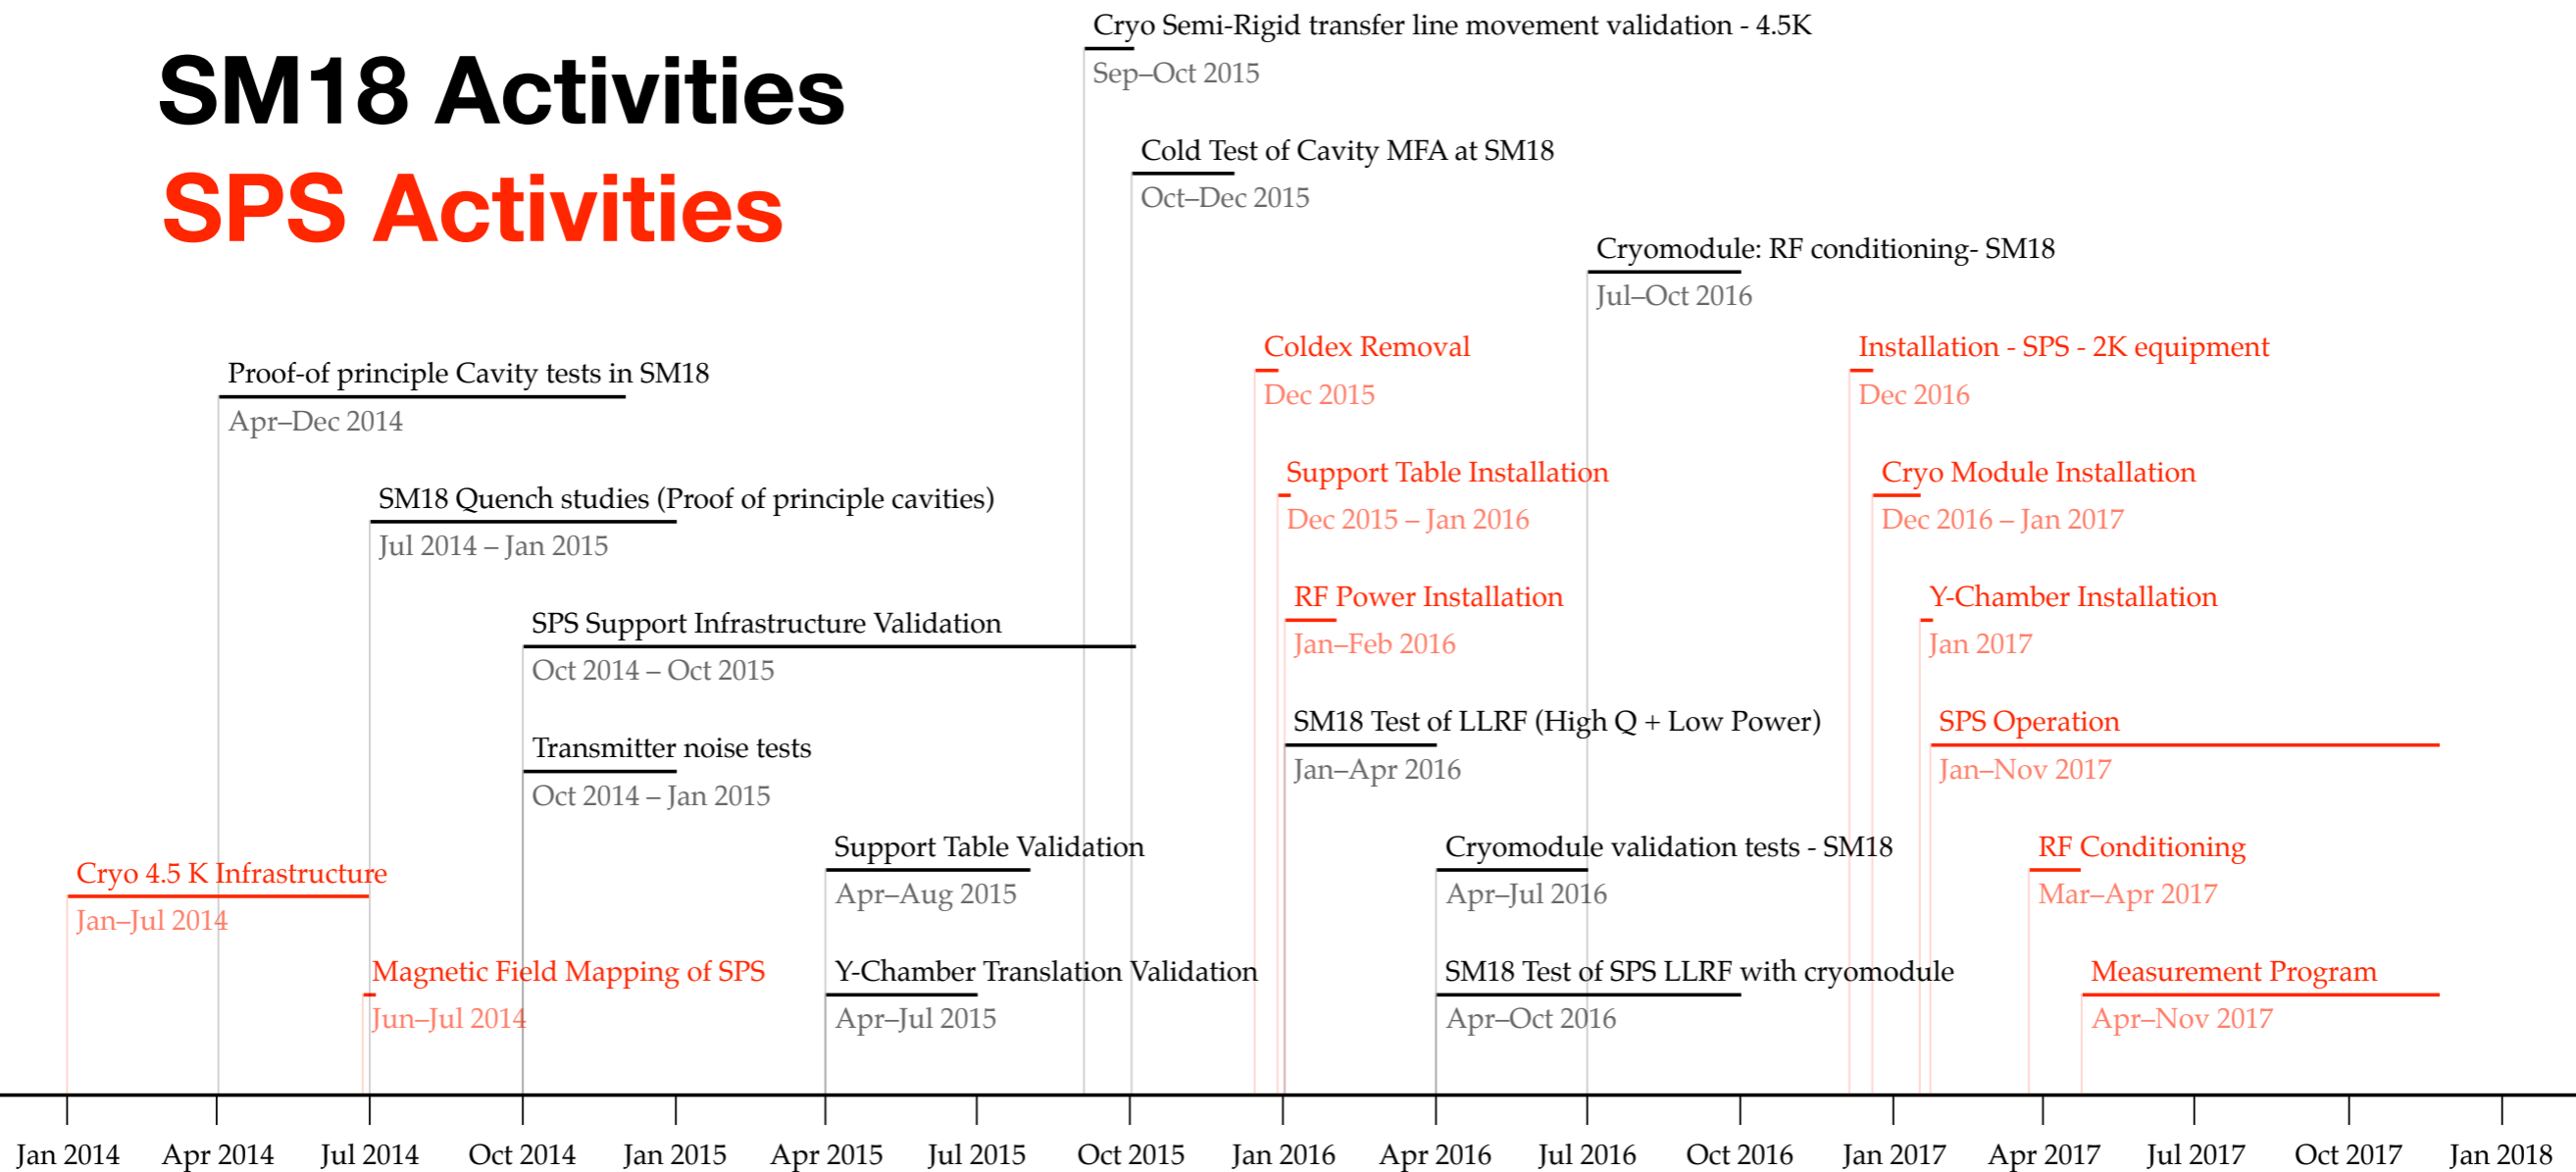 SM18 Activities
SPS Activities
Cryo Semi-Rigid transfer line movement validation - 4.5K
Sep–Oct 2015
Cold Test of Cavity MFA at SM18
Oct–Dec 2015
Cryomodule: RF conditioning- SM18
Jul–Oct 2016
Proof-of principle Cavity tests in SM18
Apr–Dec 2014
Coldex Removal
Dec 2015
Installation - SPS - 2K equipment
Dec 2016
SM18 Quench studies (Proof of principle cavities)
Jul 2014 – Jan 2015
Support Table Installation
Dec 2015 – Jan 2016
Cryo Module Installation
Dec 2016 – Jan 2017
SPS Support Infrastructure Validation
Oct 2014 – Oct 2015
RF Power Installation
Jan–Feb 2016
Y-Chamber Installation
Jan 2017
Transmitter noise tests
Oct 2014 – Jan 2015
SM18 Test of LLRF (High Q + Low Power)
Jan–Apr 2016
SPS Operation
Jan–Nov 2017
Cryo 4.5 K Infrastructure
Jan–Jul 2014
Support Table Validation
Apr–Aug 2015
Cryomodule validation tests - SM18
Apr–Jul 2016
RF Conditioning
Mar–Apr 2017
Magnetic Field Mapping of SPS
Jun–Jul 2014
Y-Chamber Translation Validation
Apr–Jul 2015
SM18 Test of SPS LLRF with cryomodule
Apr–Oct 2016
Measurement Program
Apr–Nov 2017
Jan 2014 Apr 2014 Jul 2014 Oct 2014 Jan 2015 Apr 2015 Jul 2015 Oct 2015 Jan 2016 Apr 2016 Jul 2016 Oct 2016 Jan 2017 Apr 2017 Jul 2017 Oct 2017 Jan 2018